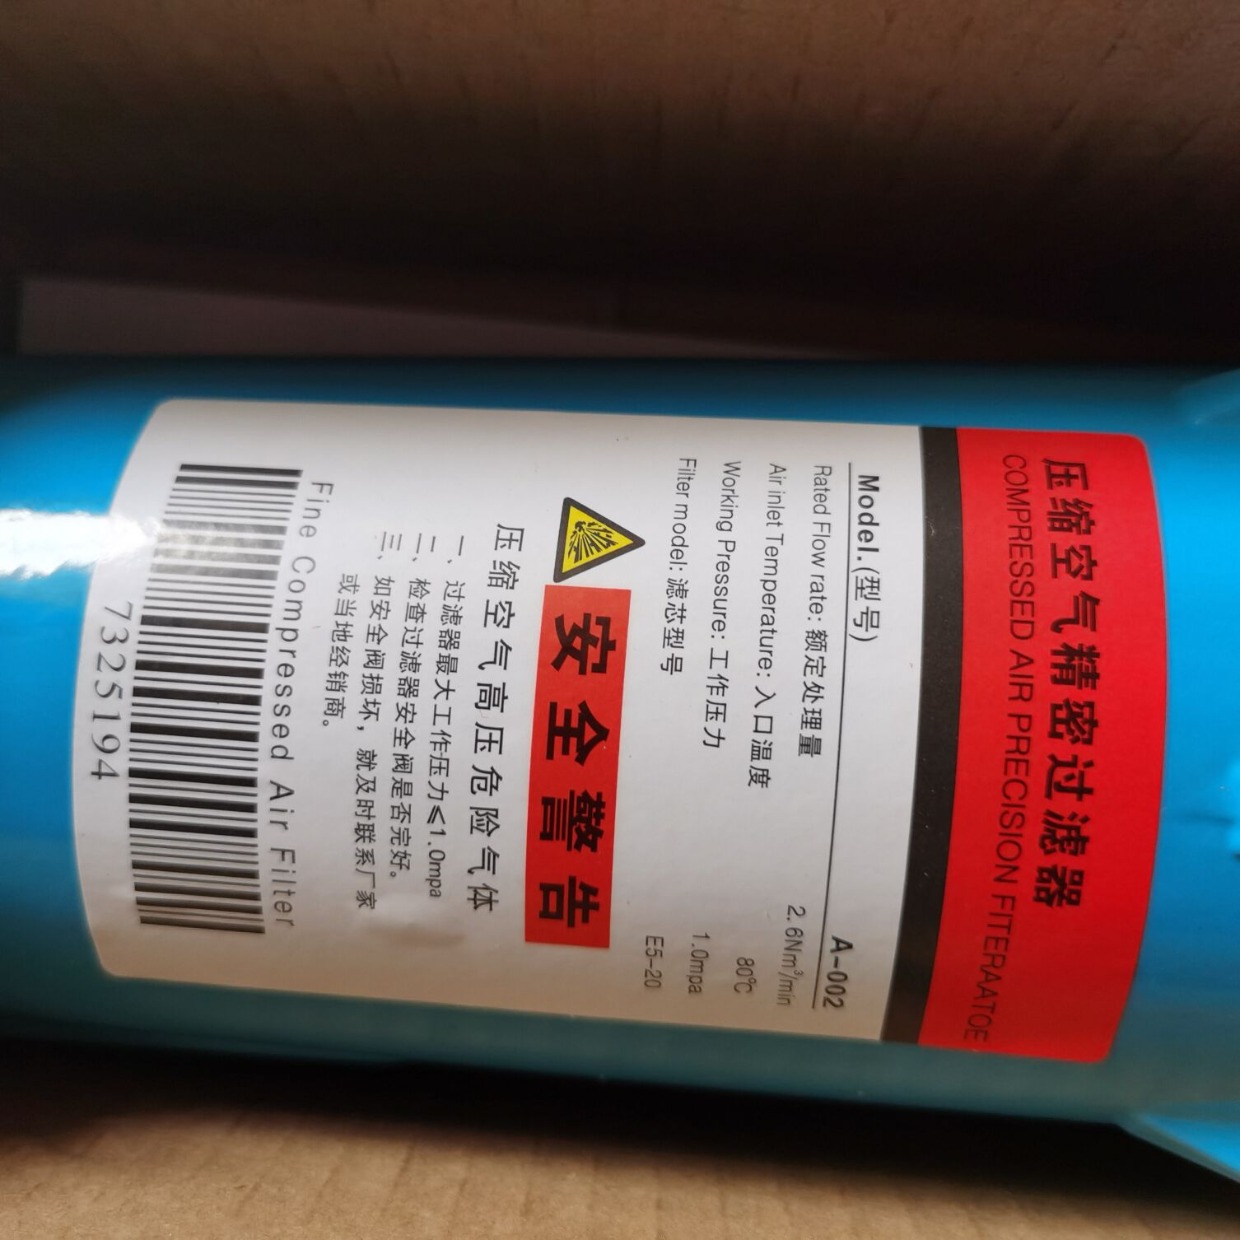 压缩空气精密过滤器
COMPRESSED AIR PRECISION FITERAATOE
Model.(型号) A-002
Rated Flow rate: 额定处理量 2.6Nm³/min
Air inlet Temperature: 入口温度 80℃
Working Pressure: 工作压力 1.0mpa
Filter model: 滤芯型号 E5-20
安全警告
压缩空气高压危险气体
一、过滤器最大工作压力≤1.0mpa
二、检查过滤器安全阀是否完好。
三、如安全阀损坏，就及时联系厂家
或当地经销商。
Fine Compressed Air Filter
7325194